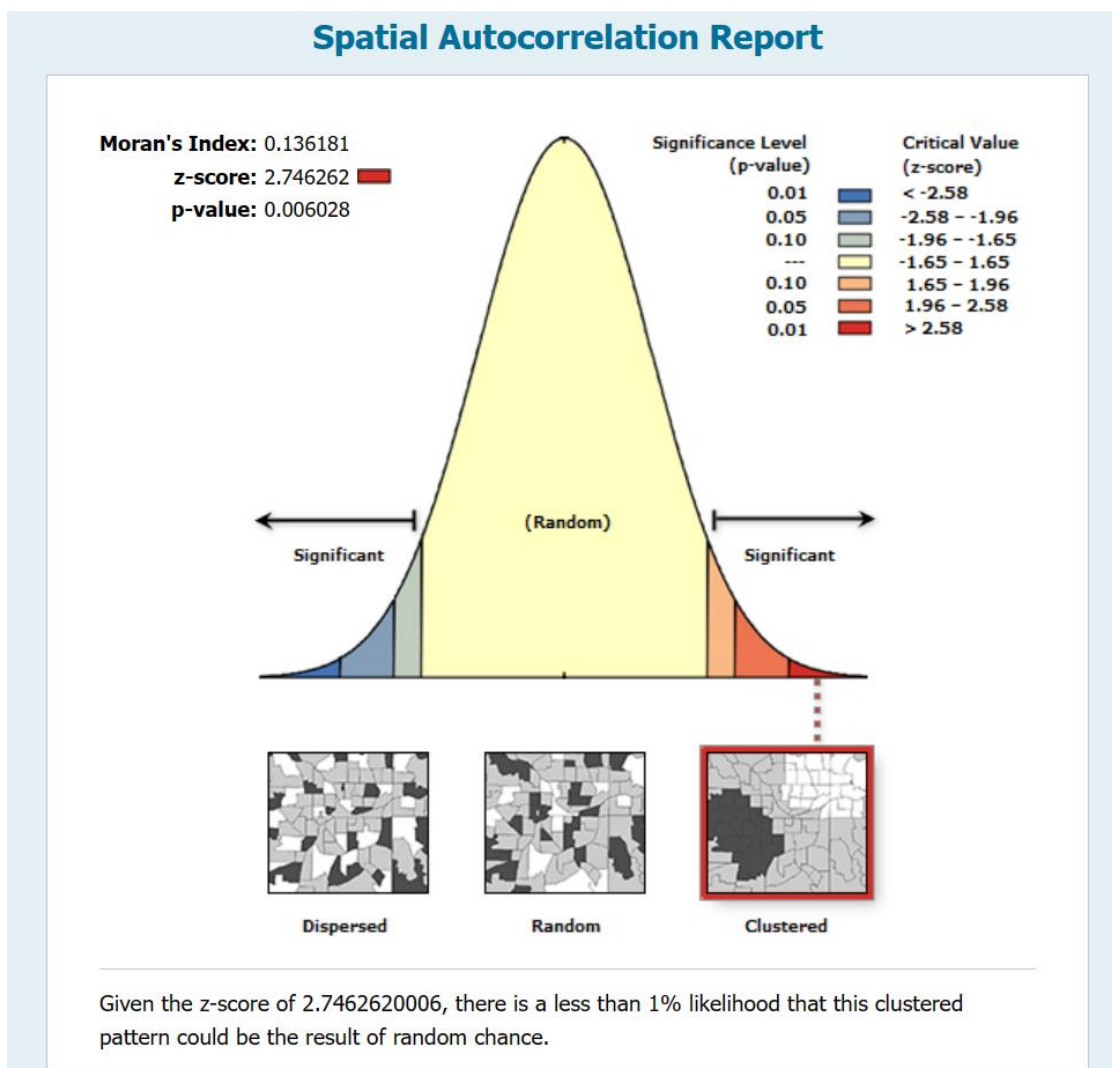 Spatial Autocorrelation Report
Moran's Index: 0.136181
z-score: 2.746262
p-value: 0.006028
Significance Level
(p-value)
Critical Value
(z-score)
0.01 < -2.58
0.05 -2.58 – -1.96
0.10 -1.96 – -1.65
--- -1.65 – 1.65
0.10 1.65 – 1.96
0.05 1.96 – 2.58
0.01 > 2.58
(Random)
Significant
Significant
Dispersed
Random
Clustered
Given the z-score of 2.7462620006, there is a less than 1% likelihood that this clustered
pattern could be the result of random chance.